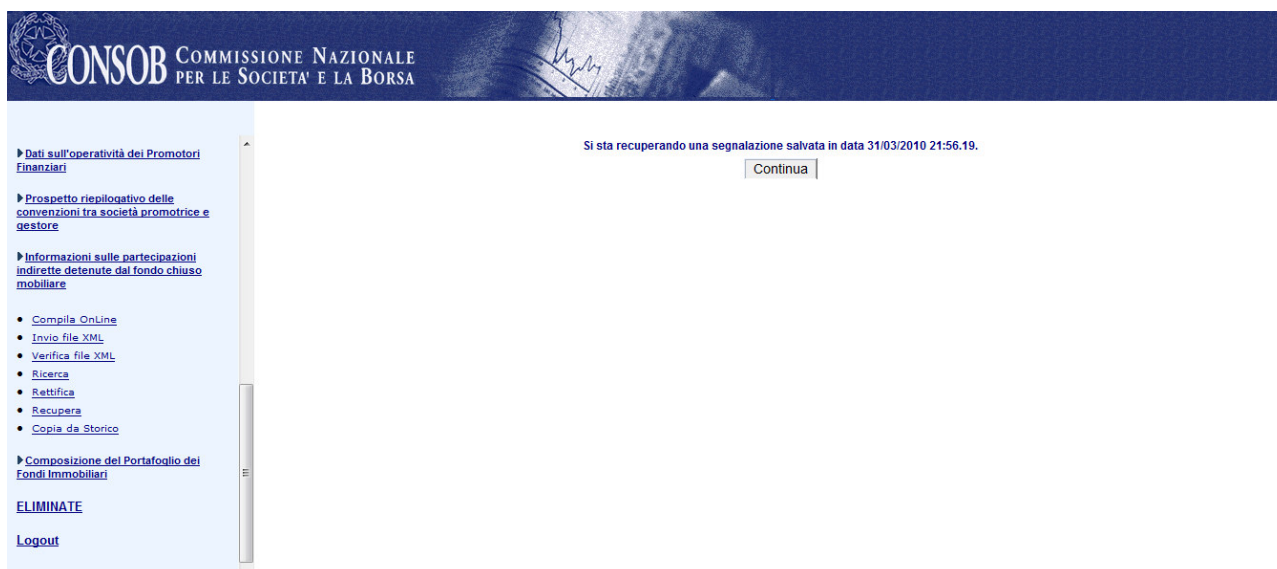 CONSOB COMMISSIONE NAZIONALE
PER LE SOCIETA' E LA BORSA
Dati sull'operatività dei Promotori
Finanziari
Prospetto riepilogativo delle
convenzioni tra società promotrice e
gestore
Informazioni sulle partecipazioni
indirette detenute dal fondo chiuso
mobiliare
Compila OnLine
Invio file XML
Verifica file XML
Ricerca
Rettifica
Recupera
Copia da Storico
Composizione del Portafoglio dei
Fondi Immobiliari
ELIMINATE
Logout
Si sta recuperando una segnalazione salvata in data 31/03/2010 21:56.19.
Continua